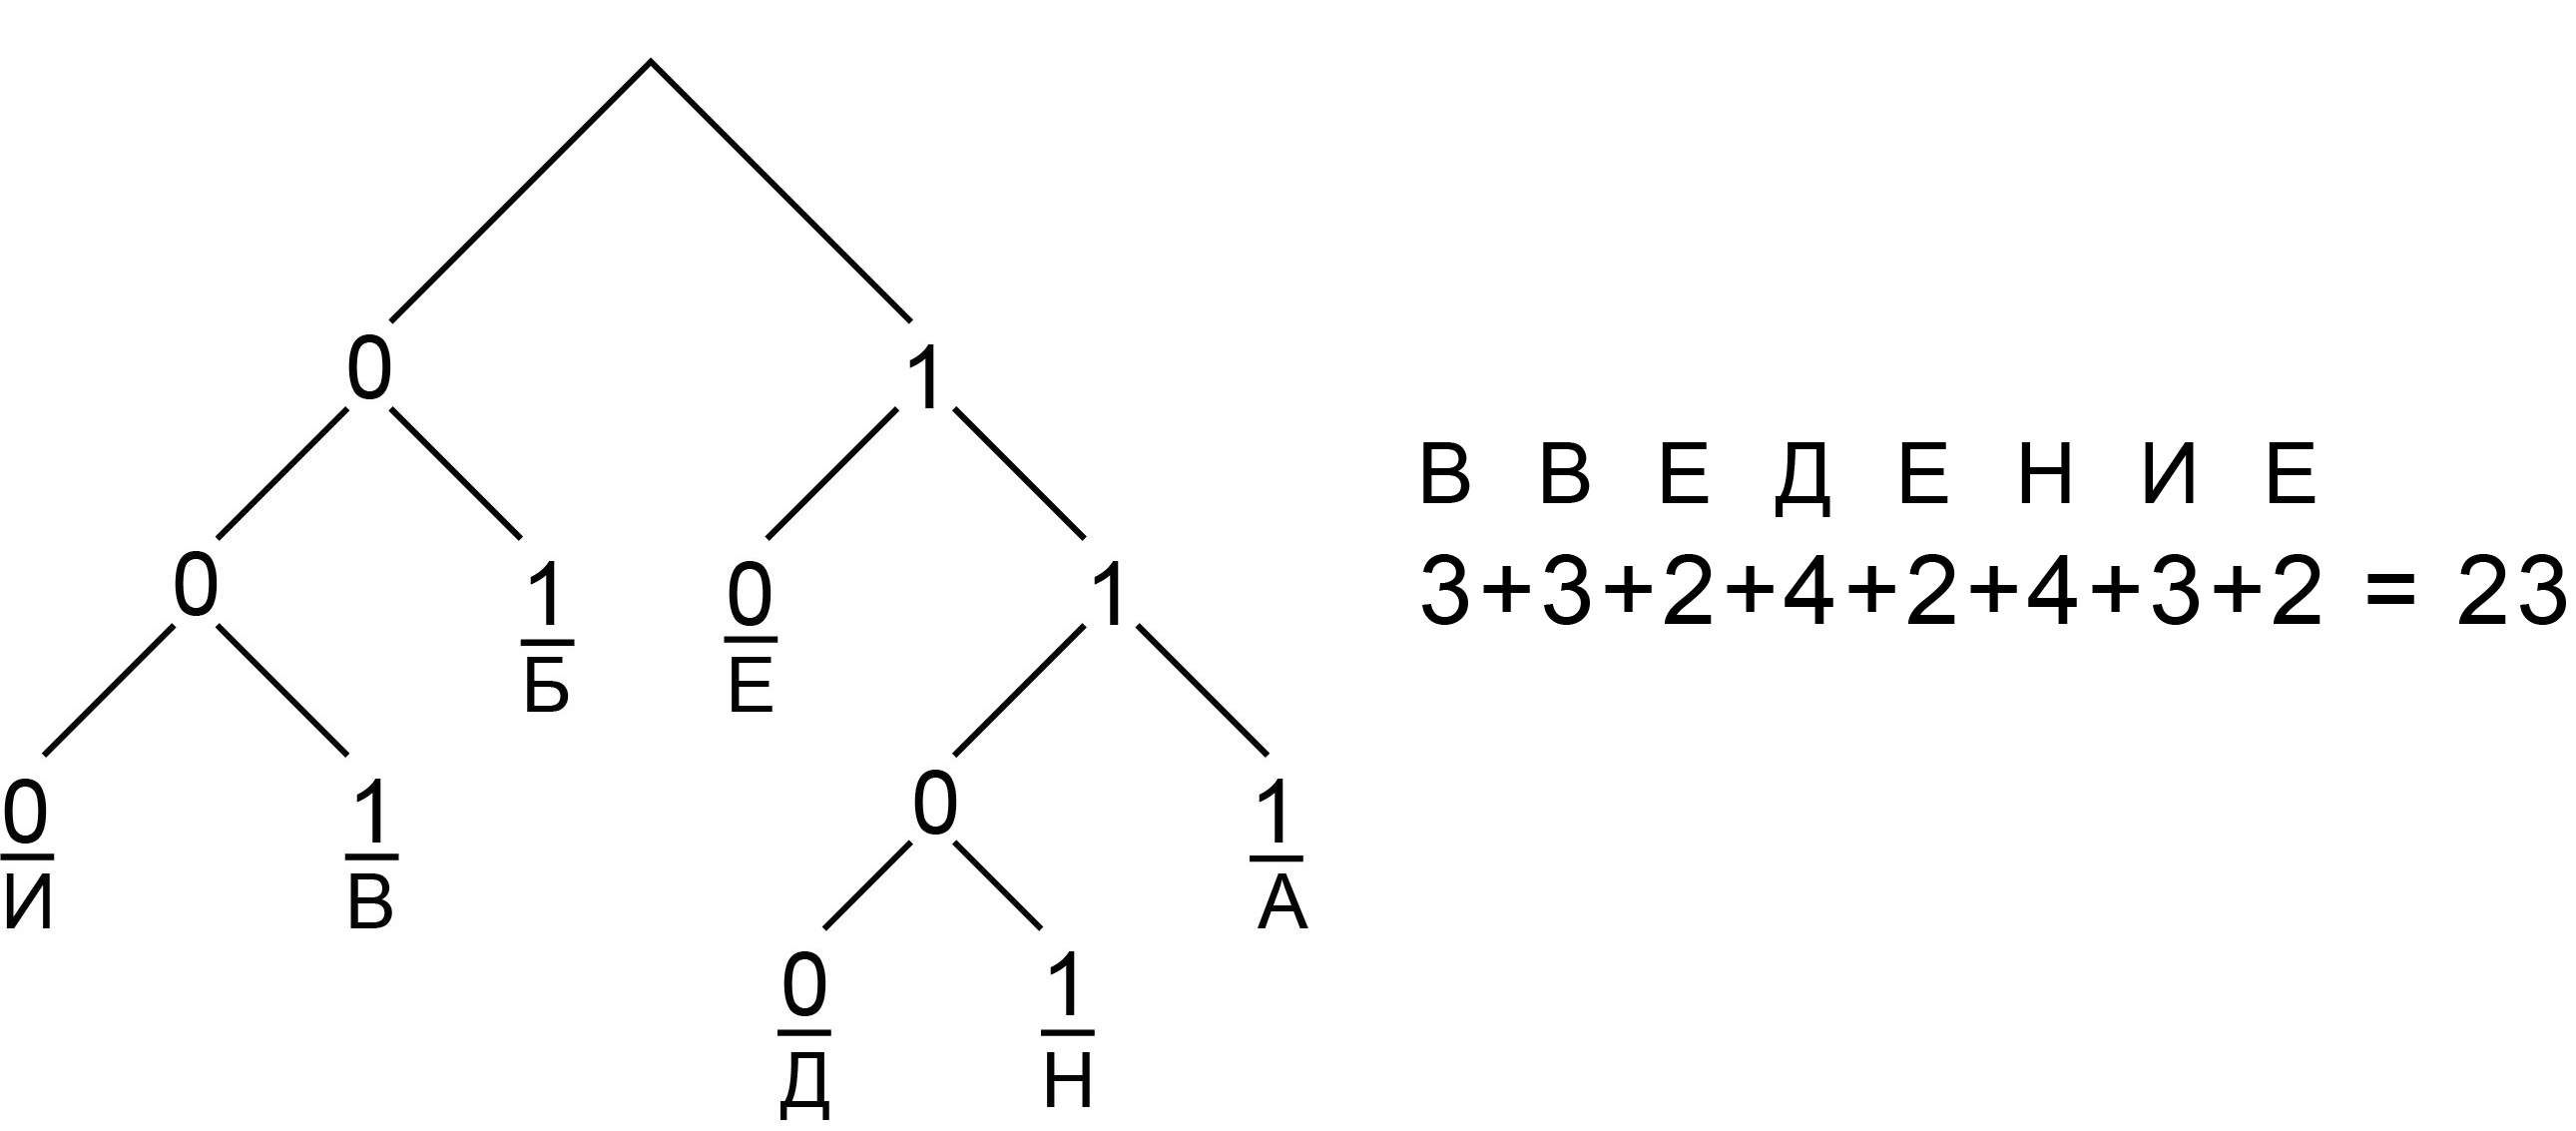 0 1
В В Е Д Е Н И Е
3+3+2+4+2+4+3+2 = 23
0 1 0 1
Б Е
0 1 0 1
И В А
0 1
Д Н